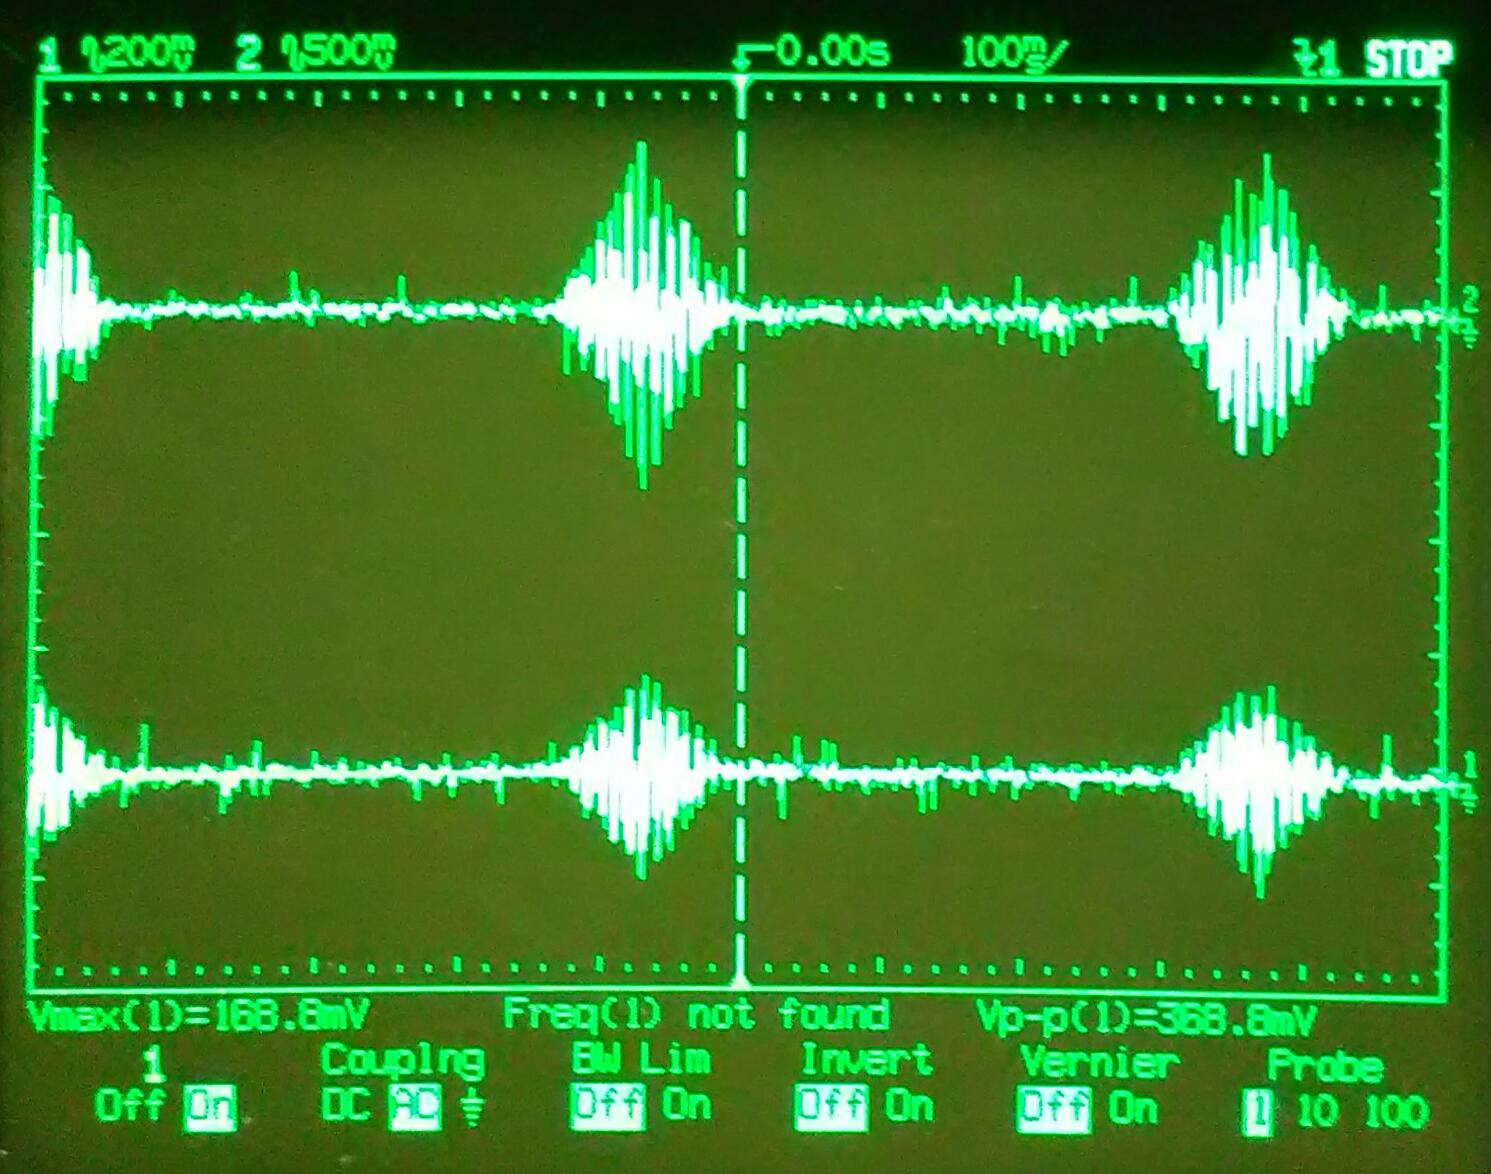 1 ∿200mV 2 ∿500mV -0.00s 100ms/ 1 STOP
2
1
Vmax(1)=168.8mV Freq(1) not found Vp-p(1)=368.8mV
1 Couplng BW Lim Invert Vernier Probe
Off On DC AC Off On Off On Off On 1 10 100